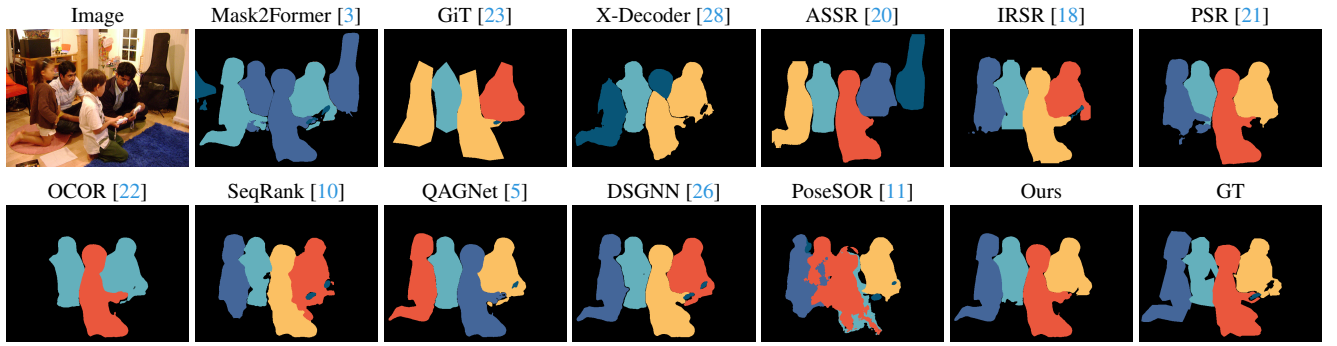 Image Mask2Former [3] GiT [23] X-Decoder [28] ASSR [20] IRSR [18] PSR [21]
OCOR [22] SeqRank [10] QAGNet [5] DSGNN [26] PoseSOR [11] Ours GT